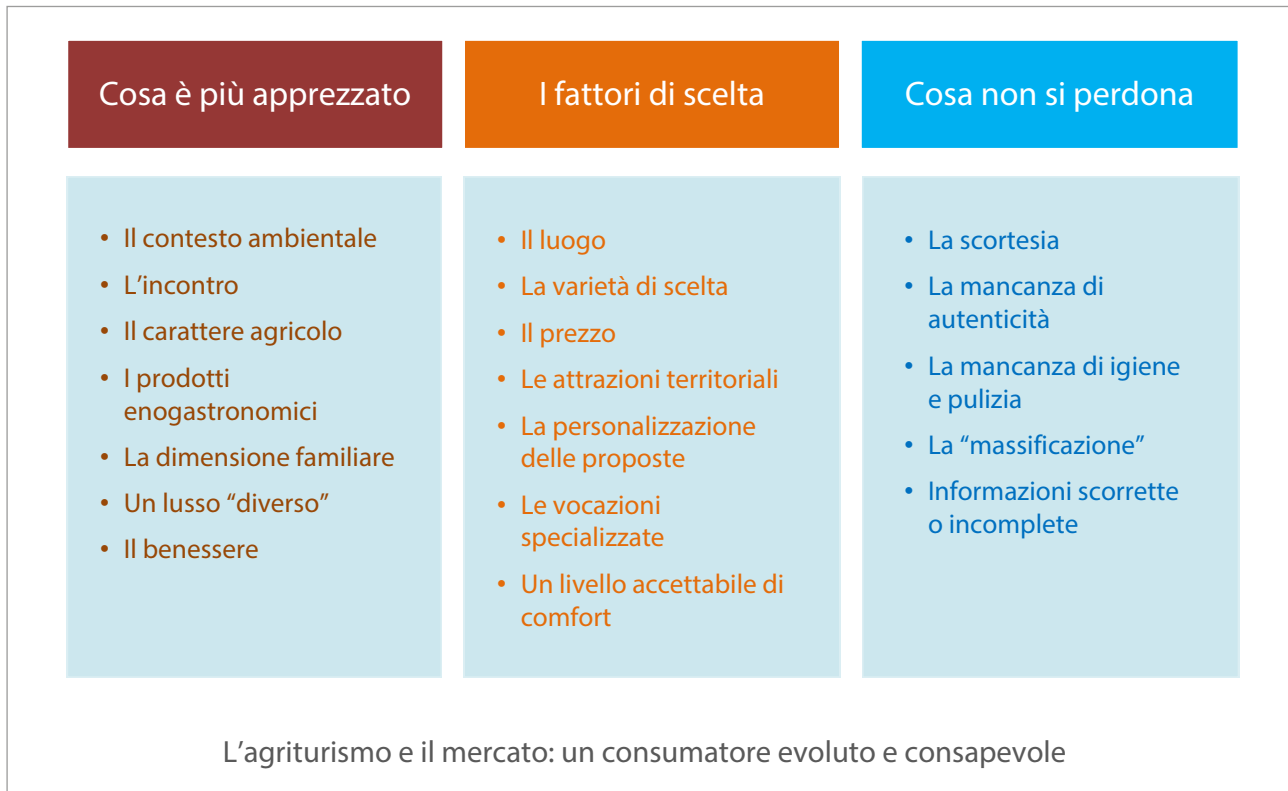 Cosa è più apprezzato
• Il contesto ambientale
• L’incontro
• Il carattere agricolo
• I prodotti
enogastronomici
• La dimensione familiare
• Un lusso “diverso”
• Il benessere
I fattori di scelta
• Il luogo
• La varietà di scelta
• Il prezzo
• Le attrazioni territoriali
• La personalizzazione
delle proposte
• Le vocazioni
specializzate
• Un livello accettabile di
comfort
Cosa non si perdona
• La scortesia
• La mancanza di
autenticità
• La mancanza di igiene
e pulizia
• La “massificazione”
• Informazioni scorrette
o incomplete
L’agriturismo e il mercato: un consumatore evoluto e consapevole